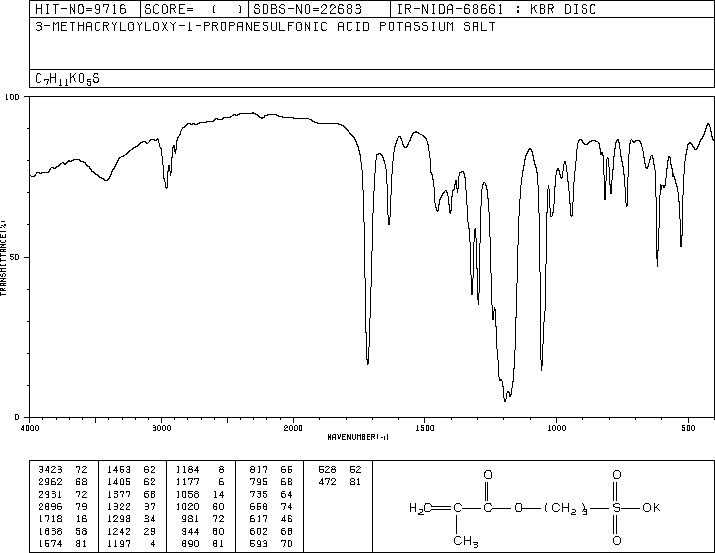 HIT-NO=9716 SCORE= ( ) SDBS-NO=22683 IR-NIDA-68661 : KBR DISC
3-METHACRYLOYLOXY-1-PROPANESULFONIC ACID POTASSIUM SALT
C7H11KO5S
100
50
0
TRANSMITTANCE(%)
4000 3000 2000 1500 1000 500
WAVENUMBER(-1)
3423 72 1453 62 1184 8 817 66 528 52
2962 68 1405 62 1177 6 795 68 472 81
2931 72 1377 68 1058 14 735 64
2896 79 1322 37 1020 60 668 74
1718 16 1298 34 981 72 617 46
1636 58 1242 29 944 60 602 68
1574 81 1197 4 890 81 593 70
O O
H2C C C O (CH2)3 S OK
CH3 O